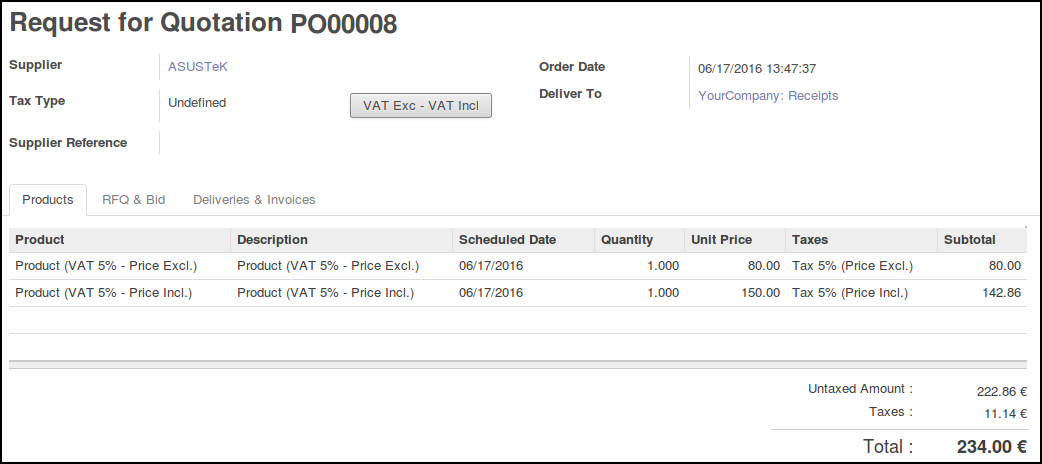 Request for Quotation PO00008
Supplier ASUSTeK Order Date 06/17/2016 13:47:37
Tax Type Undefined VAT Exc - VAT Incl Deliver To YourCompany: Receipts
Supplier Reference
Products RFQ & Bid Deliveries & Invoices
Product Description Scheduled Date Quantity Unit Price Taxes Subtotal
Product (VAT 5% - Price Excl.) Product (VAT 5% - Price Excl.) 06/17/2016 1.000 80.00 Tax 5% (Price Excl.) 80.00
Product (VAT 5% - Price Incl.) Product (VAT 5% - Price Incl.) 06/17/2016 1.000 150.00 Tax 5% (Price Incl.) 142.86
Untaxed Amount : 222.86 €
Taxes : 11.14 €
Total : 234.00 €